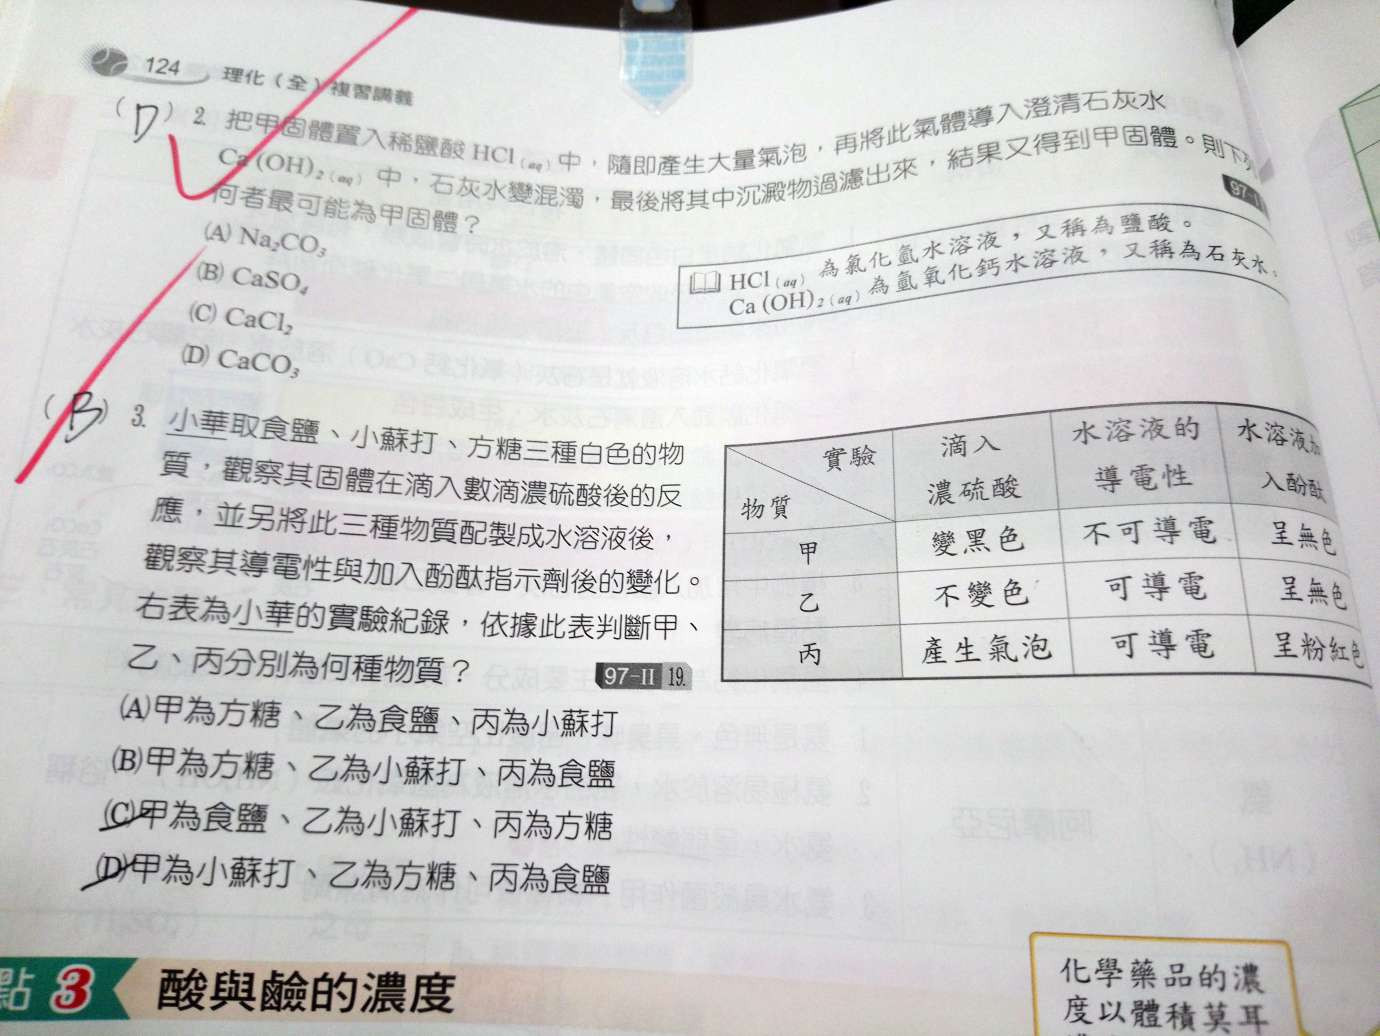 124 理化（全）複習講義
(D) 2. 把甲固體置入稀鹽酸 HCl(aq) 中，隨即產生大量氣泡，再將此氣體導入澄清石灰水
Ca (OH)₂(aq) 中，石灰水變混濁，最後將其中沉澱物過濾出來，結果又得到甲固體。則下列
何者最可能為甲固體？
(A) Na₂CO₃
(B) CaSO₄
(C) CaCl₂
(D) CaCO₃
HCl(aq) 為氯化氫水溶液，又稱為鹽酸。
Ca (OH)₂(aq) 為氫氧化鈣水溶液，又稱為石灰水。
(B) 3. 小華取食鹽、小蘇打、方糖三種白色的物
質，觀察其固體在滴入數滴濃硫酸後的反
應，並另將此三種物質配製成水溶液後，
觀察其導電性與加入酚酞指示劑後的變化。
右表為小華的實驗紀錄，依據此表判斷甲、
乙、丙分別為何種物質？
97-II 19.
(A)甲為方糖、乙為食鹽、丙為小蘇打
(B)甲為方糖、乙為小蘇打、丙為食鹽
(C)甲為食鹽、乙為小蘇打、丙為方糖
(D)甲為小蘇打、乙為方糖、丙為食鹽
實驗 滴入 水溶液的 水溶液加
物質 濃硫酸 導電性 入酚酞
甲 變黑色 不可導電 呈無色
乙 不變色 可導電 呈無色
丙 產生氣泡 可導電 呈粉紅色
點 3 酸與鹼的濃度
化學藥品的濃
度以體積莫耳